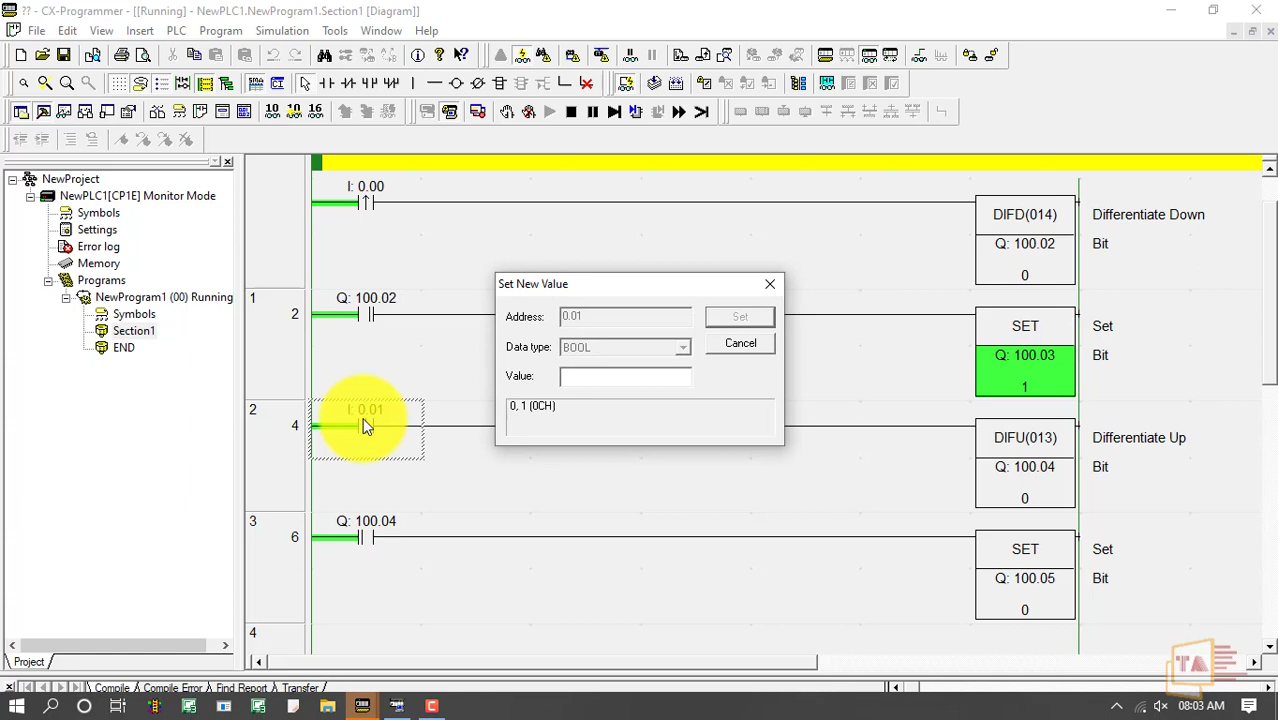 ?? - CX-Programmer - [[Running] - NewPLC1.NewProgram1.Section1 [Diagram]]
File Edit View Insert PLC Program Simulation Tools Window Help
10 10 16
NewProject
NewPLC1[CP1E] Monitor Mode
Symbols
Settings
Error log
Memory
Programs
NewProgram1 (00) Running
Symbols
Section1
END
Project
I: 0.00
DIFD(014)
Differentiate Down
Q: 100.02
Bit
0
1
2
Q: 100.02
SET
Set
Q: 100.03
Bit
1
2
4
I: 0.01
DIFU(013)
Differentiate Up
Q: 100.04
Bit
0
3
6
Q: 100.04
SET
Set
Q: 100.05
Bit
0
4
Set New Value
Address: 0.01 Set
Data type: BOOL Cancel
Value:
0, 1 (0CH)
Compile Compile Error Find Report Transfer
TA
08:03 AM